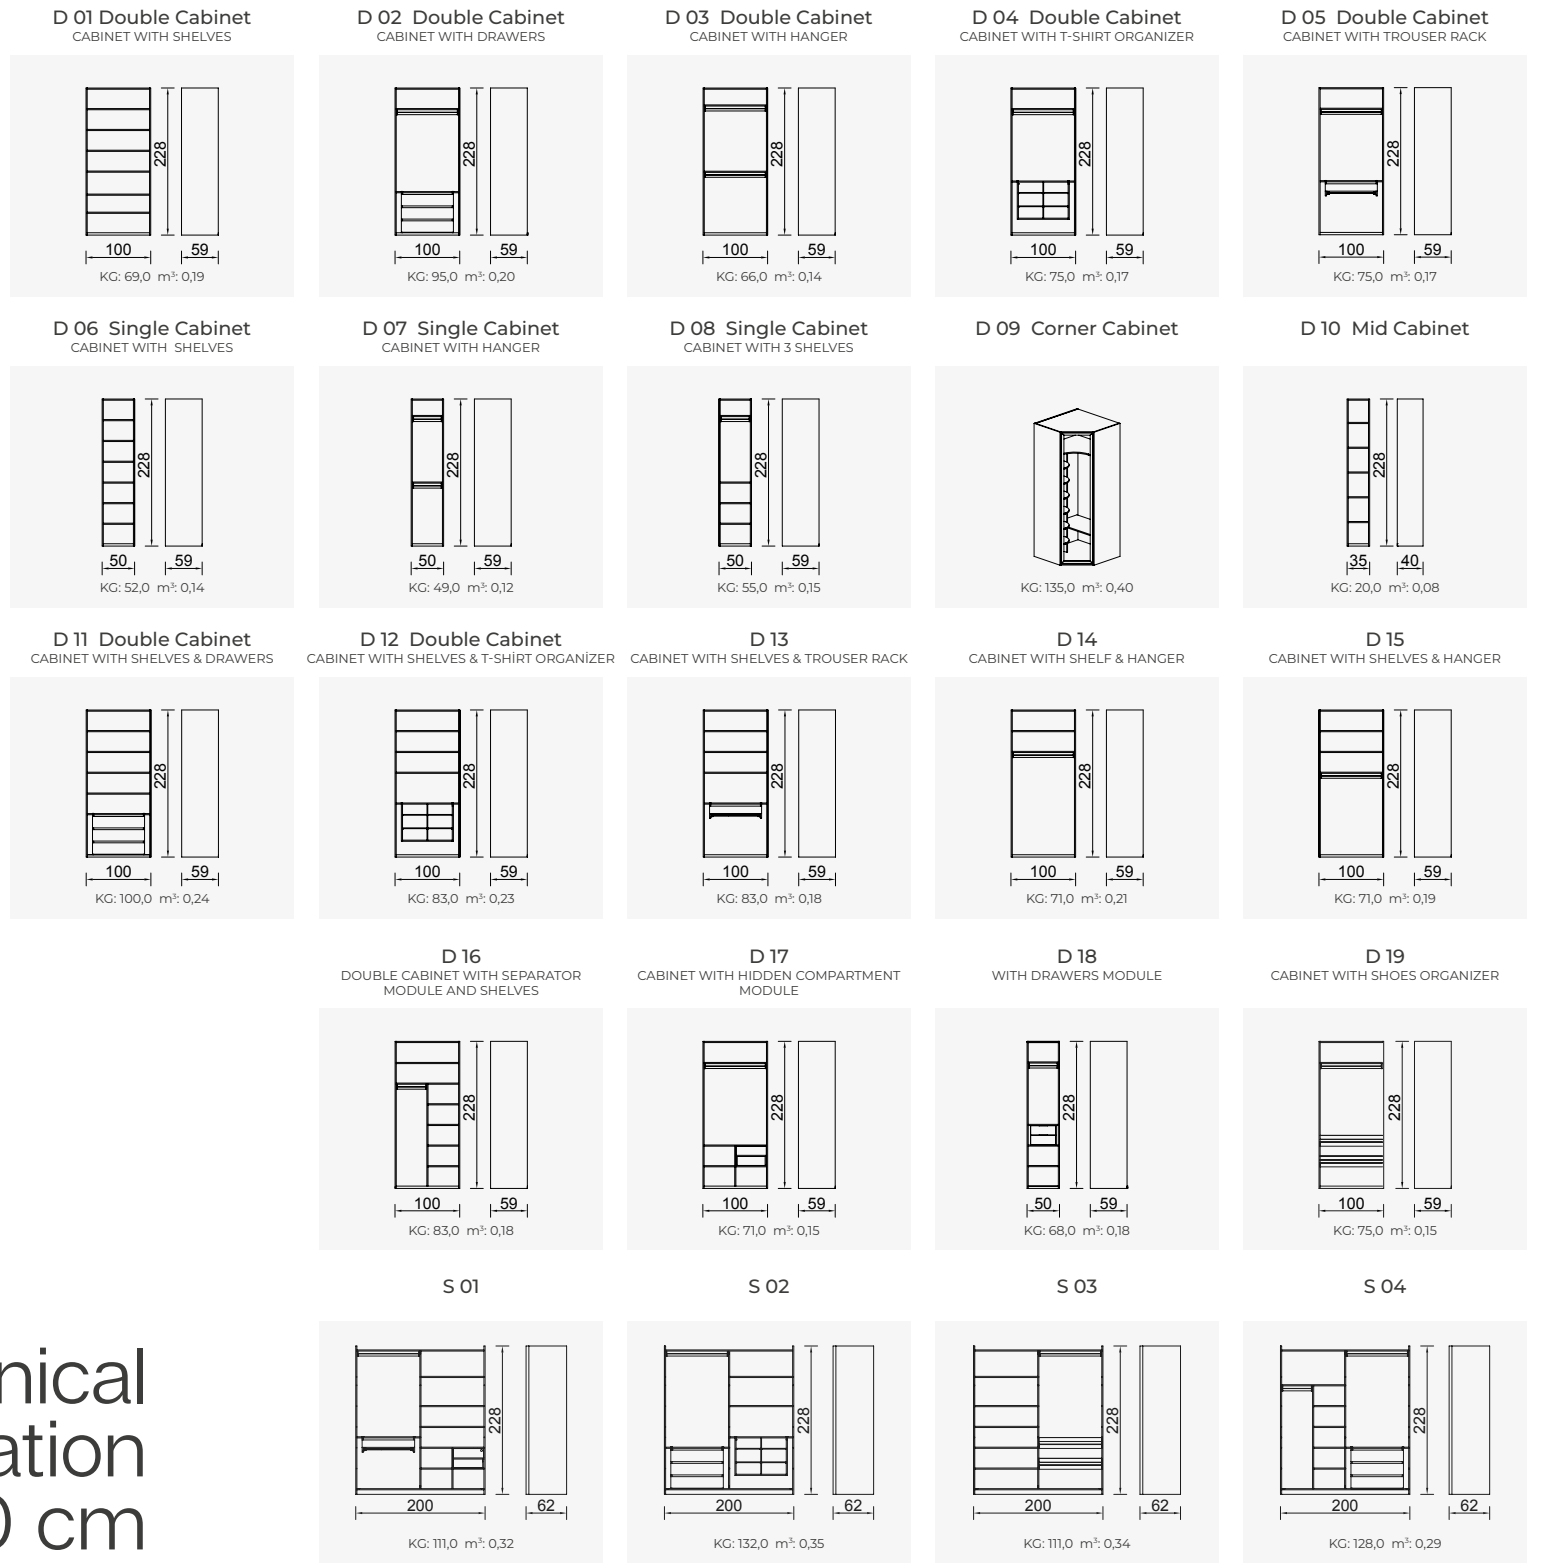 D 01 Double Cabinet
CABINET WITH SHELVES
228
100
59
KG: 69,0 m³: 0,19
D 02 Double Cabinet
CABINET WITH DRAWERS
228
100
59
KG: 95,0 m³: 0,20
D 03 Double Cabinet
CABINET WITH HANGER
228
100
59
KG: 66,0 m³: 0,14
D 04 Double Cabinet
CABINET WITH T-SHIRT ORGANIZER
228
100
59
KG: 75,0 m³: 0,17
D 05 Double Cabinet
CABINET WITH TROUSER RACK
228
100
59
KG: 75,0 m³: 0,17
D 06 Single Cabinet
CABINET WITH SHELVES
228
50
59
KG: 52,0 m³: 0,14
D 07 Single Cabinet
CABINET WITH HANGER
228
50
59
KG: 49,0 m³: 0,12
D 08 Single Cabinet
CABINET WITH 3 SHELVES
228
50
59
KG: 55,0 m³: 0,15
D 09 Corner Cabinet
KG: 135,0 m³: 0,40
D 10 Mid Cabinet
228
35
40
KG: 20,0 m³: 0,08
D 11 Double Cabinet
CABINET WITH SHELVES & DRAWERS
228
100
59
KG: 100,0 m³: 0,24
D 12 Double Cabinet
CABINET WITH SHELVES & T-SHİRT ORGANİZER
228
100
59
KG: 83,0 m³: 0,23
D 13
CABINET WITH SHELVES & TROUSER RACK
228
100
59
KG: 83,0 m³: 0,18
D 14
CABINET WITH SHELF & HANGER
228
100
59
KG: 71,0 m³: 0,21
D 15
CABINET WITH SHELVES & HANGER
228
100
59
KG: 71,0 m³: 0,19
D 16
DOUBLE CABINET WITH SEPARATOR
MODULE AND SHELVES
228
100
59
KG: 83,0 m³: 0,18
D 17
CABINET WITH HIDDEN COMPARTMENT
MODULE
228
100
59
KG: 71,0 m³: 0,15
D 18
WITH DRAWERS MODULE
228
50
59
KG: 68,0 m³: 0,18
D 19
CABINET WITH SHOES ORGANIZER
228
100
59
KG: 75,0 m³: 0,15
S 01
228
200
62
KG: 111,0 m³: 0,32
S 02
228
200
62
KG: 132,0 m³: 0,35
S 03
228
200
62
KG: 111,0 m³: 0,34
S 04
228
200
62
KG: 128,0 m³: 0,29
nical
ation
0 cm